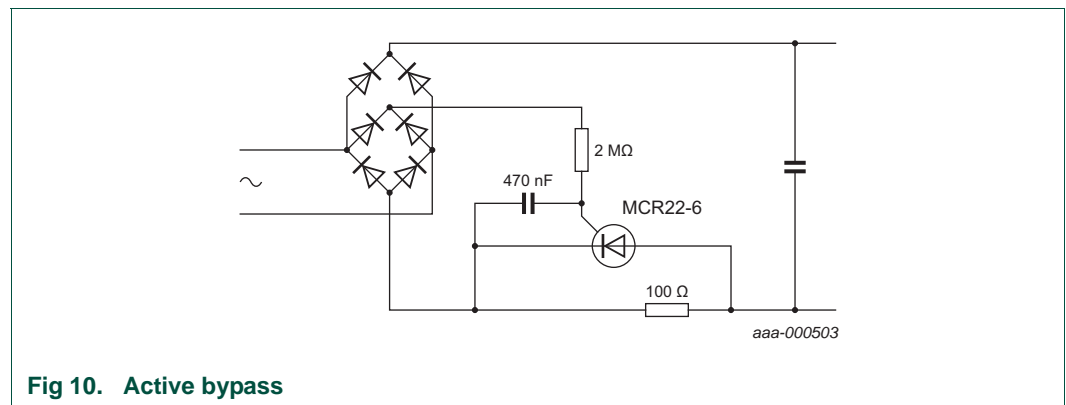 2 MΩ
470 nF
MCR22-6
100 Ω
aaa-000503
Fig 10. Active bypass